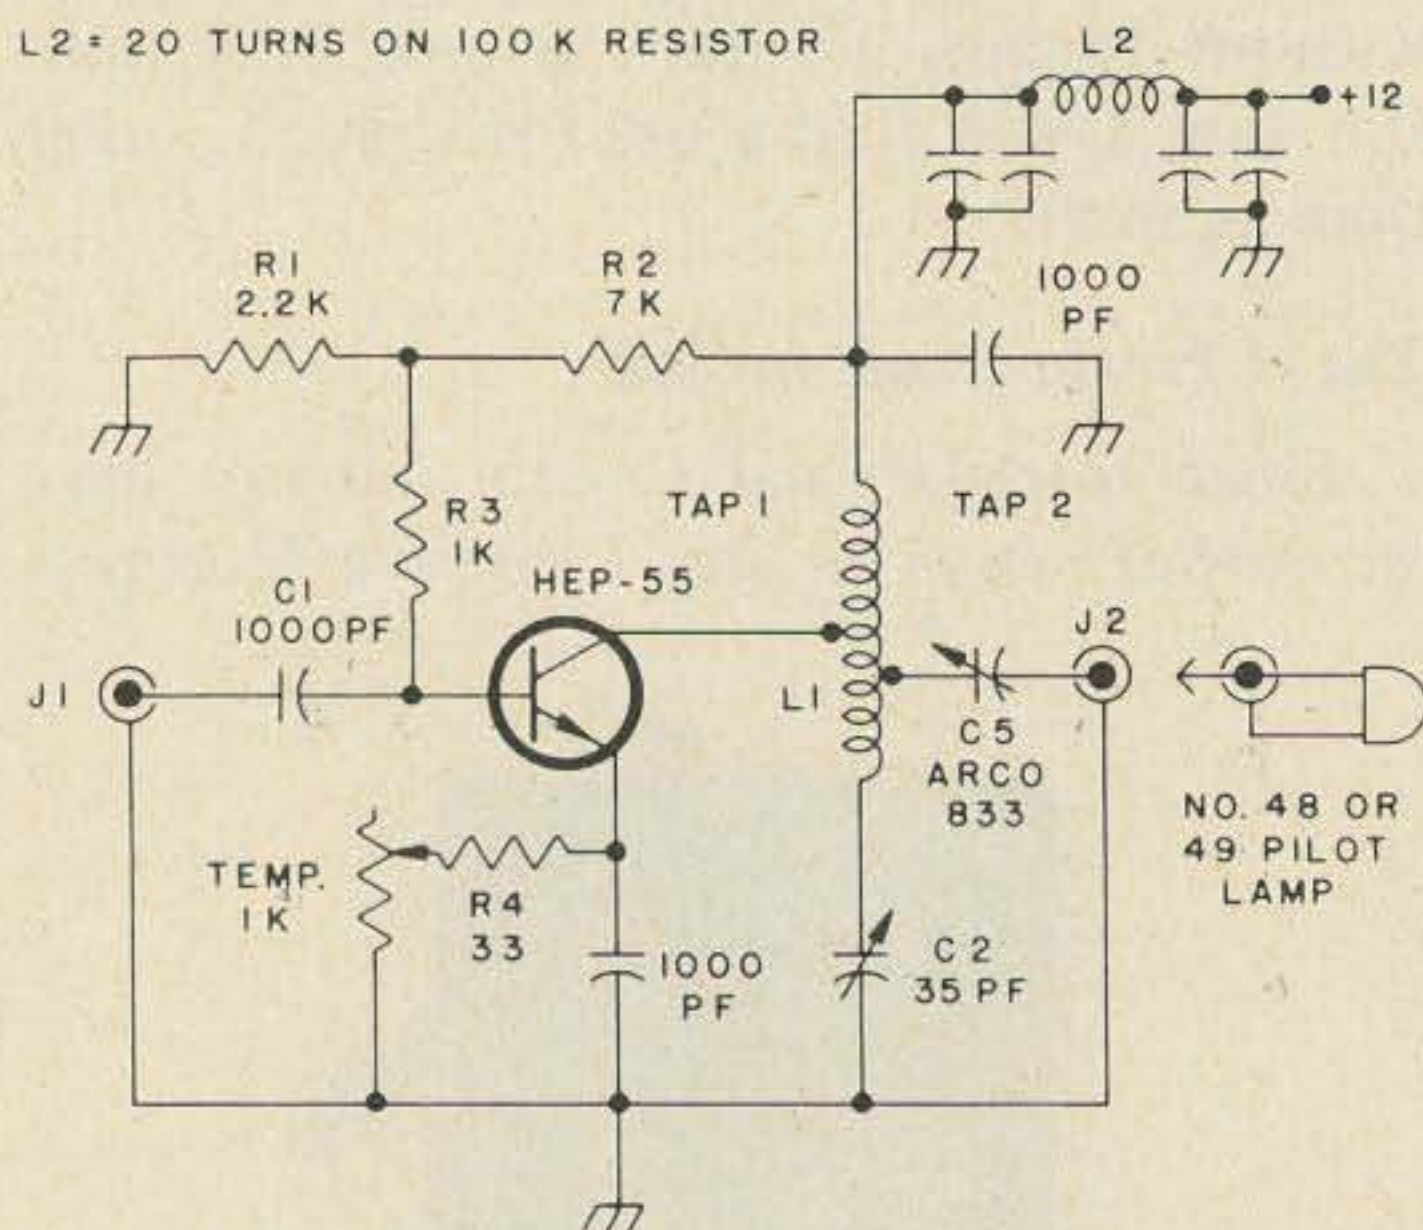 L2 = 20 TURNS ON 100 K RESISTOR
L2
+12
R1
2.2K
R2
7K
1000
PF
R3
1K
TAP 1
TAP 2
HEP-55
C1
1000PF
J1
J2
L1
C5
ARCO
833
NO. 48 OR
49 PILOT
LAMP
TEMP.
1K
R4
33
1000
PF
C2
35 PF